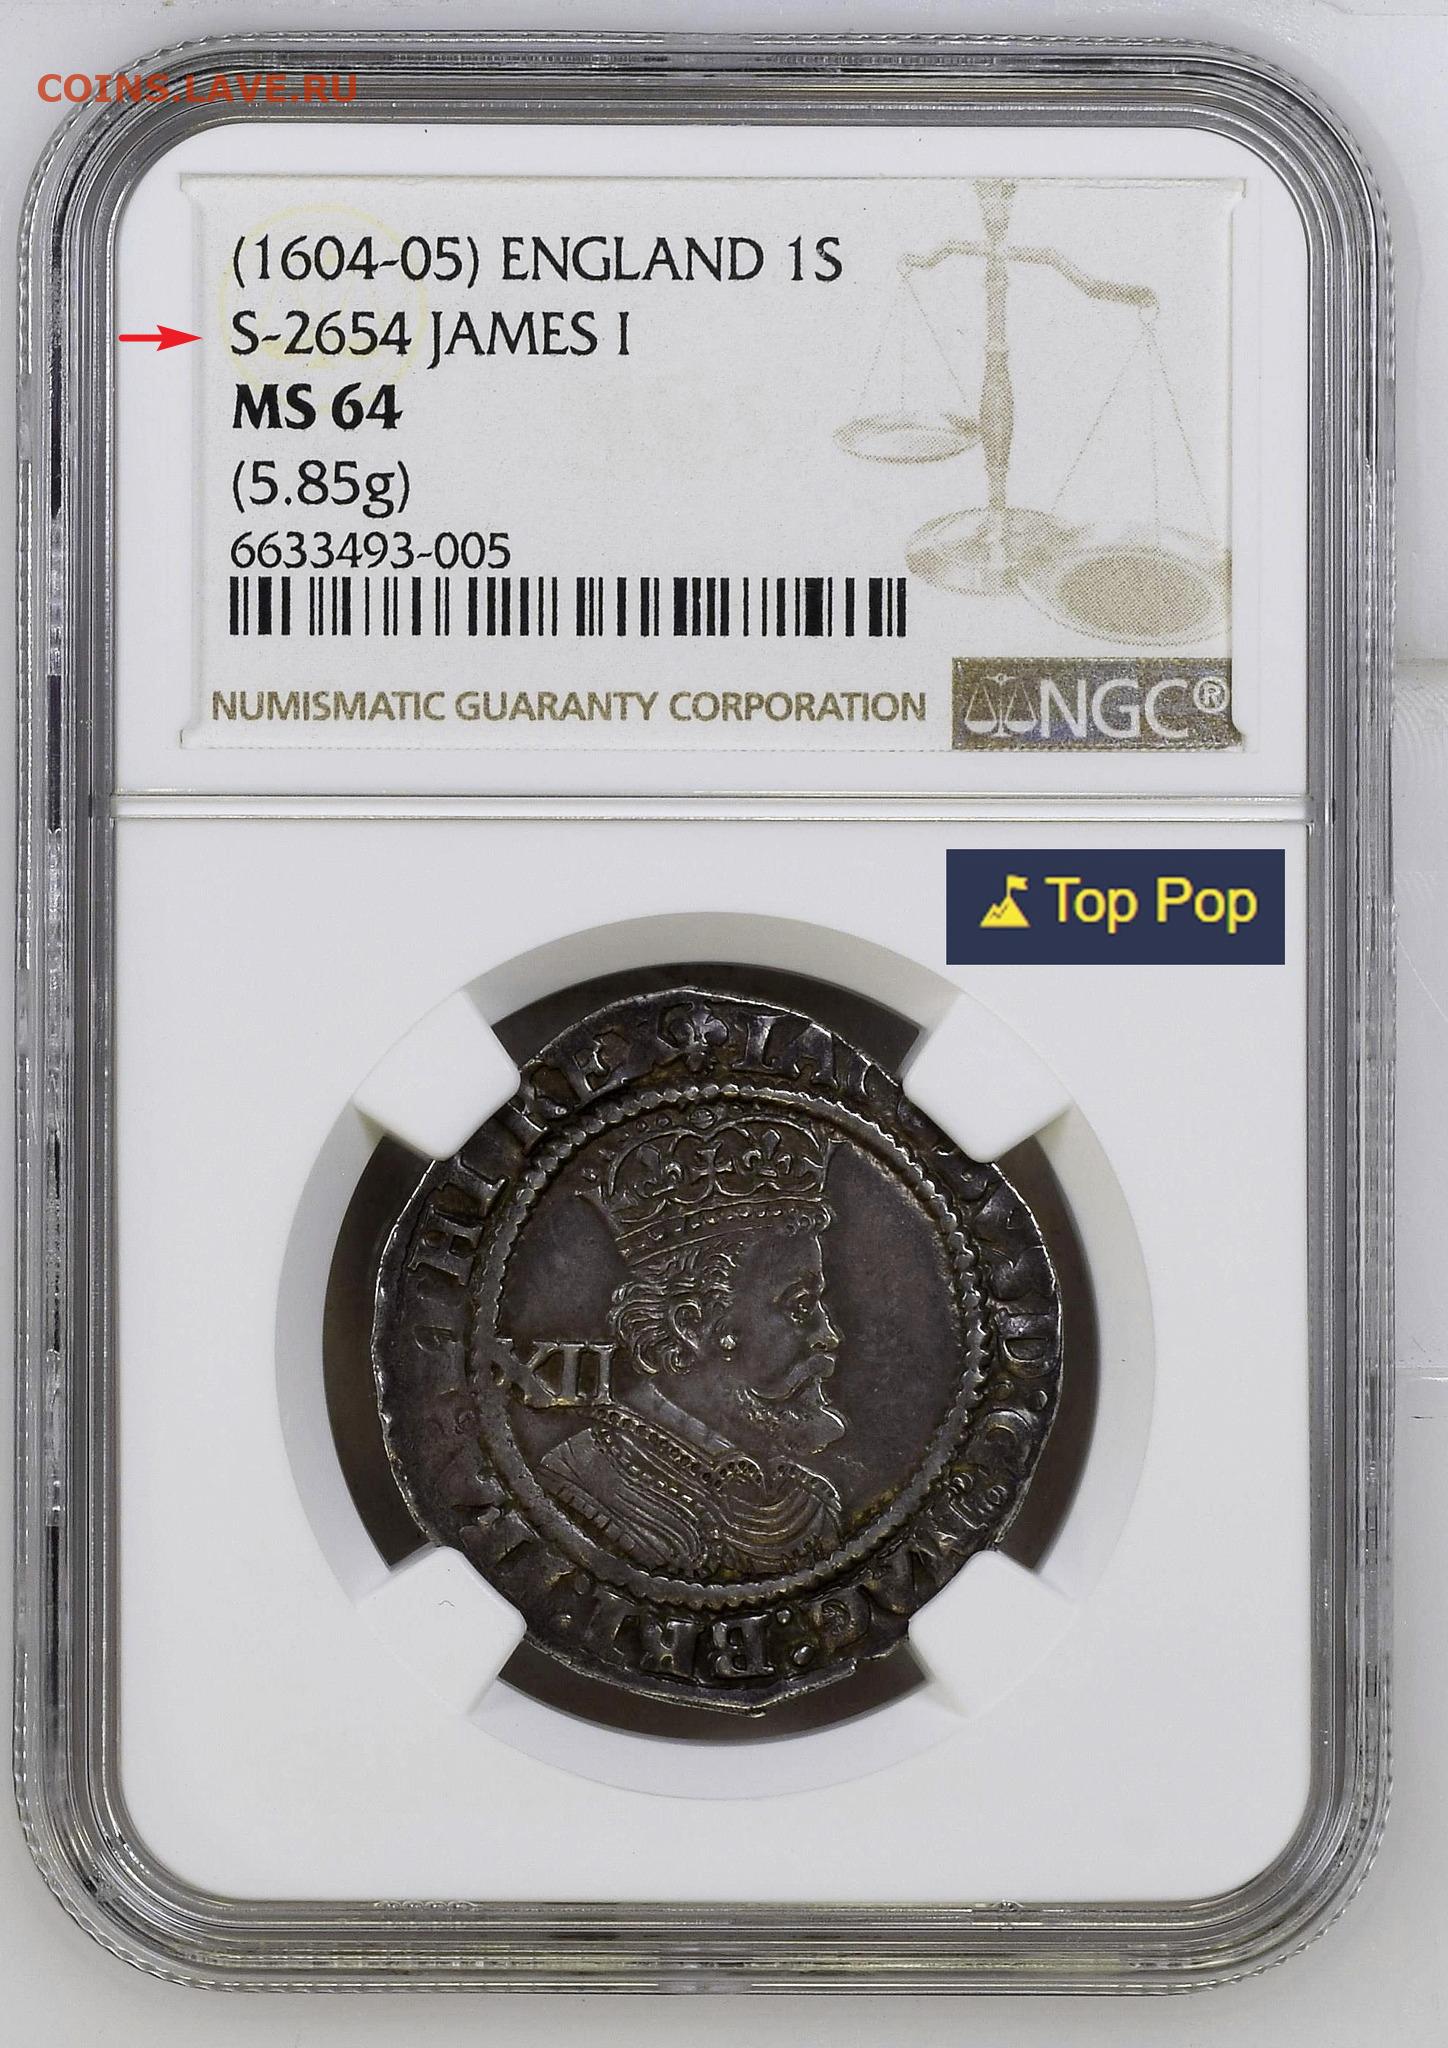 COINS.LAVE.RU
(1604-05) ENGLAND 1S
S-2654 JAMES I
MS 64
(5.85g)
6633493-005
NUMISMATIC GUARANTY CORPORATION
NGC®
Top Pop
XII